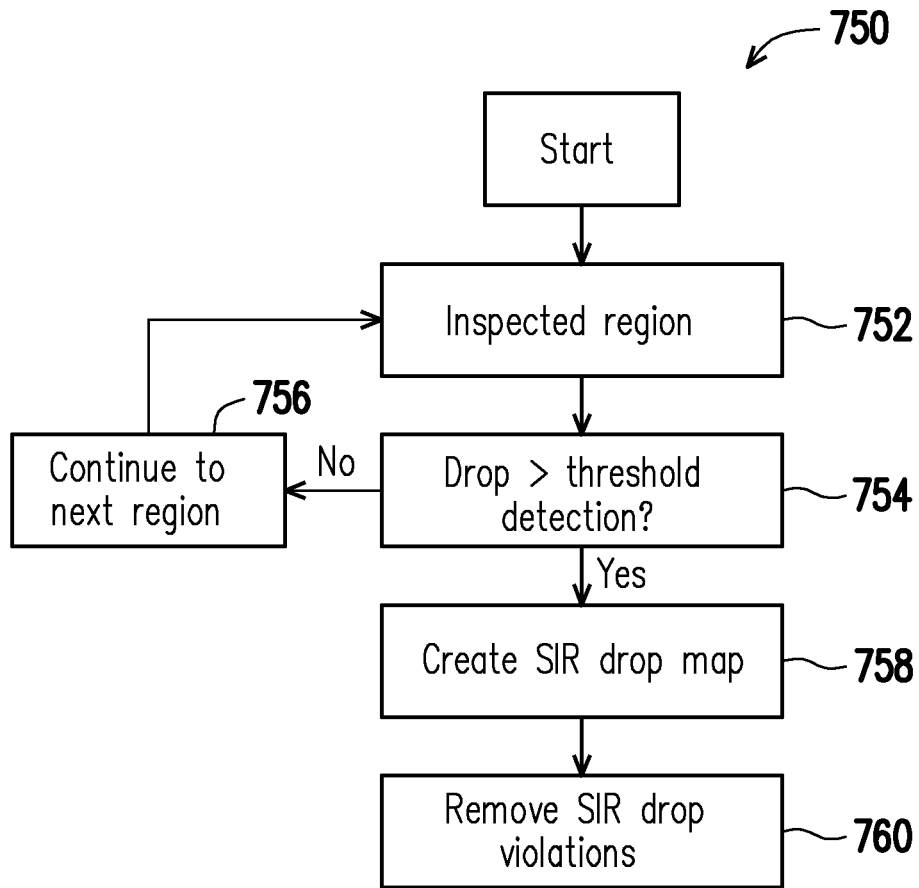 750
Start
Inspected region
752
756
Continue to
next region
No
Drop > threshold
detection?
754
Yes
Create SIR drop map
758
Remove SIR drop
violations
760